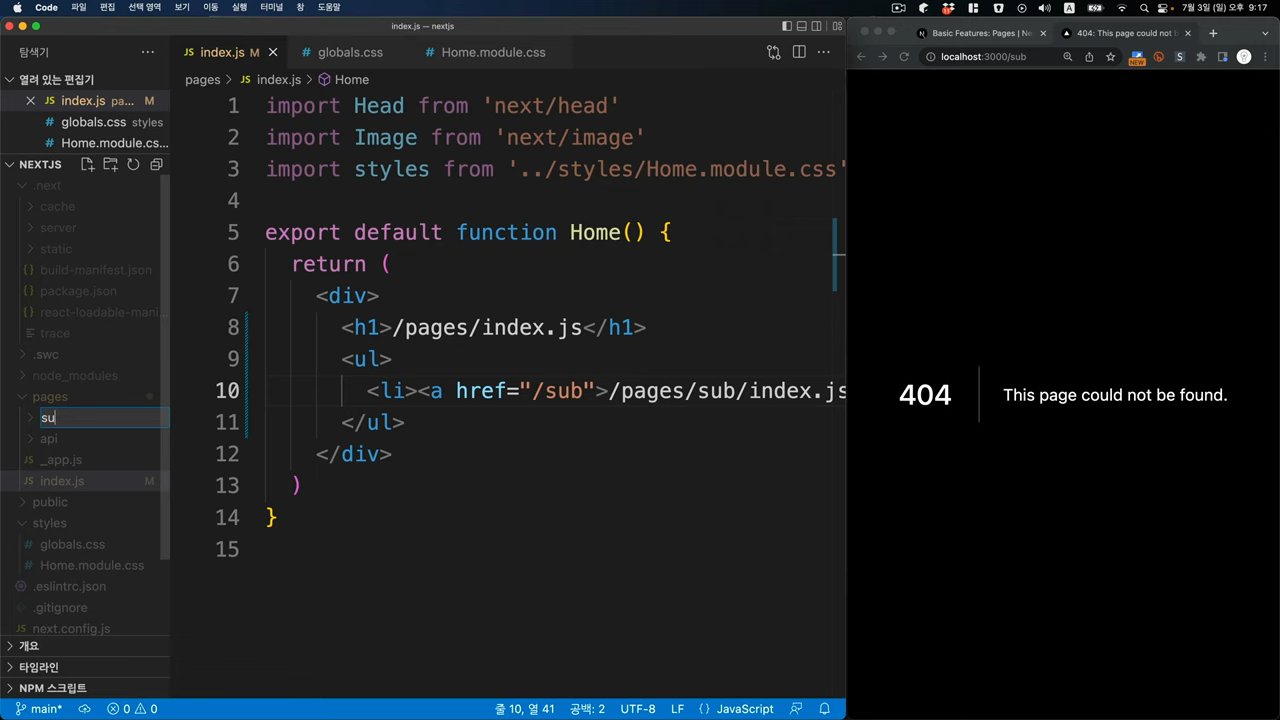 Code 파일 편집 선택 영역 보기 이동 실행 터미널 창 도움말
A
7월 3일 (일) 오후 9:17
index.js — nextjs
탐색기
열려 있는 편집기
index.js pa... M
globals.css styles
Home.module.cs...
NEXTJS
.next
cache
server
static
build-manifest.json
package.json
react-loadable-mani...
trace
.swc
node_modules
pages
su
api
JS _app.js
JS index.js M
public
styles
globals.css
Home.module.css
.eslintrc.json
.gitignore
JS next.config.js M
개요
타임라인
NPM 스크립트
JS index.js M
globals.css
Home.module.css
pages > JS index.js > Home
1 import Head from 'next/head'
2 import Image from 'next/image'
3 import styles from '../styles/Home.module.css'
4
5 export default function Home() {
6 return (
7 <div>
8 <h1>/pages/index.js</h1>
9 <ul>
10 <li><a href="/sub">/pages/sub/index.js
11 </ul>
12 </div>
13 )
14 }
15
main* 0 0
줄 10, 열 41 공백: 2 UTF-8 LF {} JavaScript
N Basic Features: Pages | Ne
404: This page could not b
localhost:3000/sub
NEW
S
404
This page could not be found.